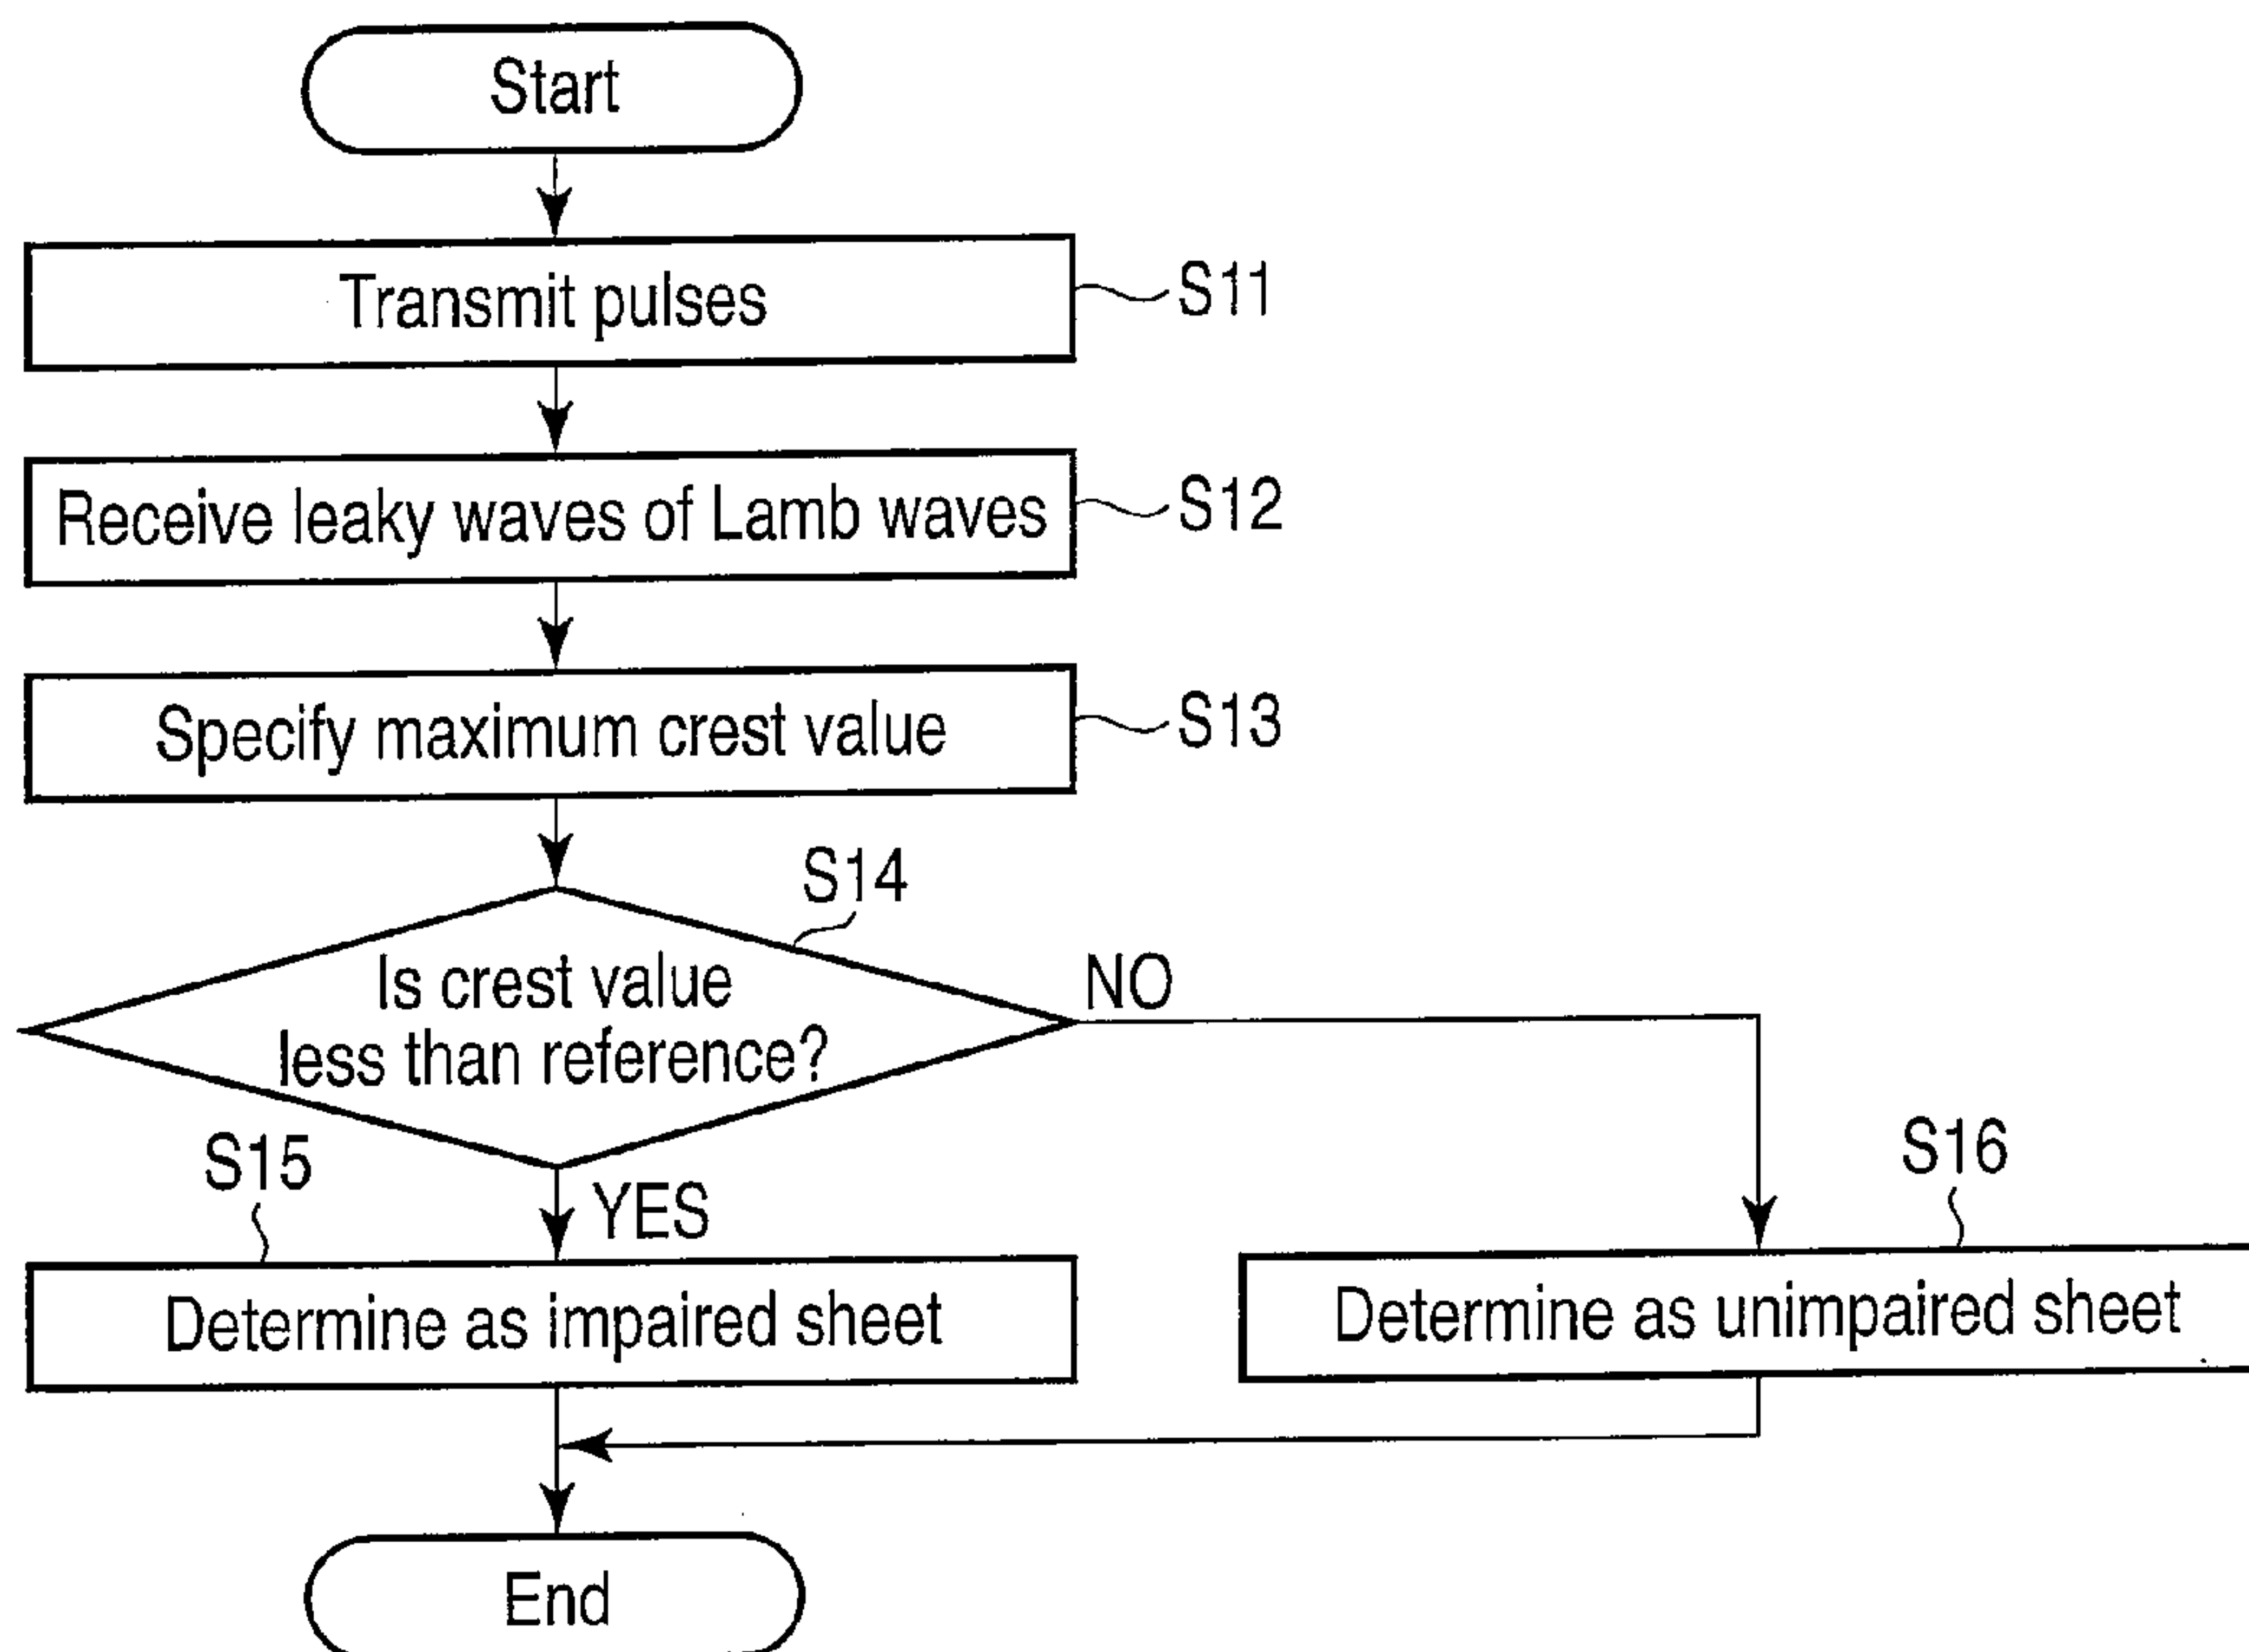 Start
Transmit pulses
S11
Receive leaky waves of Lamb waves
S12
Specify maximum crest value
S13
S14
Is crest value
less than reference?
NO
YES
S15
Determine as impaired sheet
S16
Determine as unimpaired sheet
End